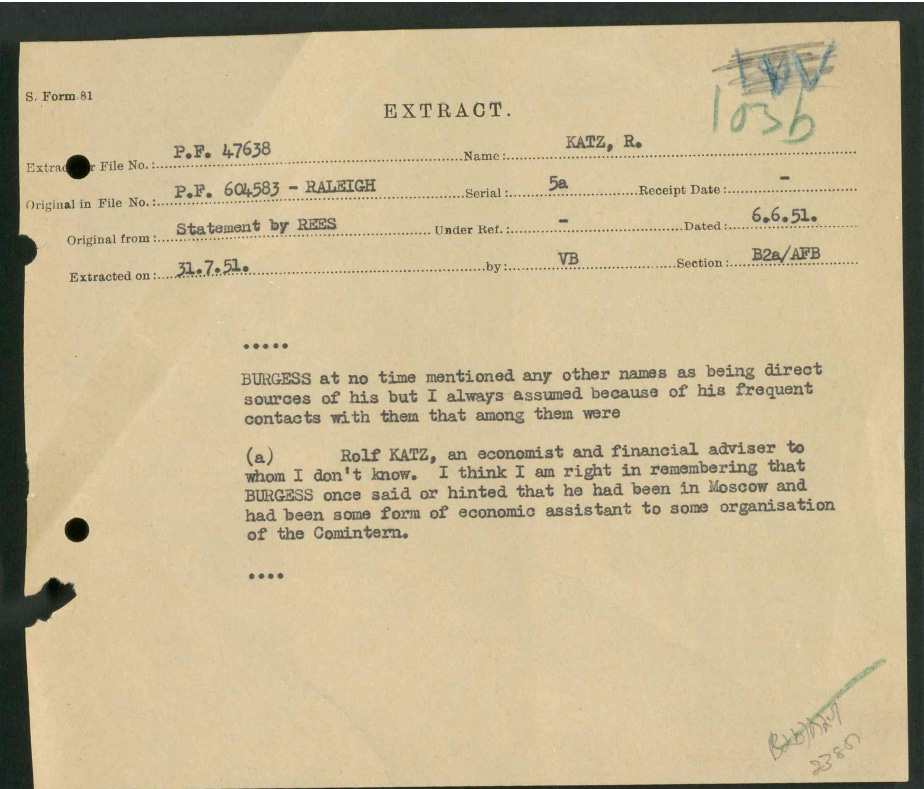 S. Form 81
103b
EXTRACT.
Extract for File No.: P.F. 47638 Name: KATZ, R.
Original in File No.: P.F. 604583 - RALEIGH Serial: 5a Receipt Date: -
Original from: Statement by REES Under Ref.: - Dated: 6.6.51.
Extracted on: 31.7.51. by: VB Section: B2a/AFB
.....
BURGESS at no time mentioned any other names as being direct
sources of his but I always assumed because of his frequent
contacts with them that among them were
(a) Rolf KATZ, an economist and financial adviser to
whom I don't know. I think I am right in remembering that
BURGESS once said or hinted that he had been in Moscow and
had been some form of economic assistant to some organisation
of the Comintern.
....